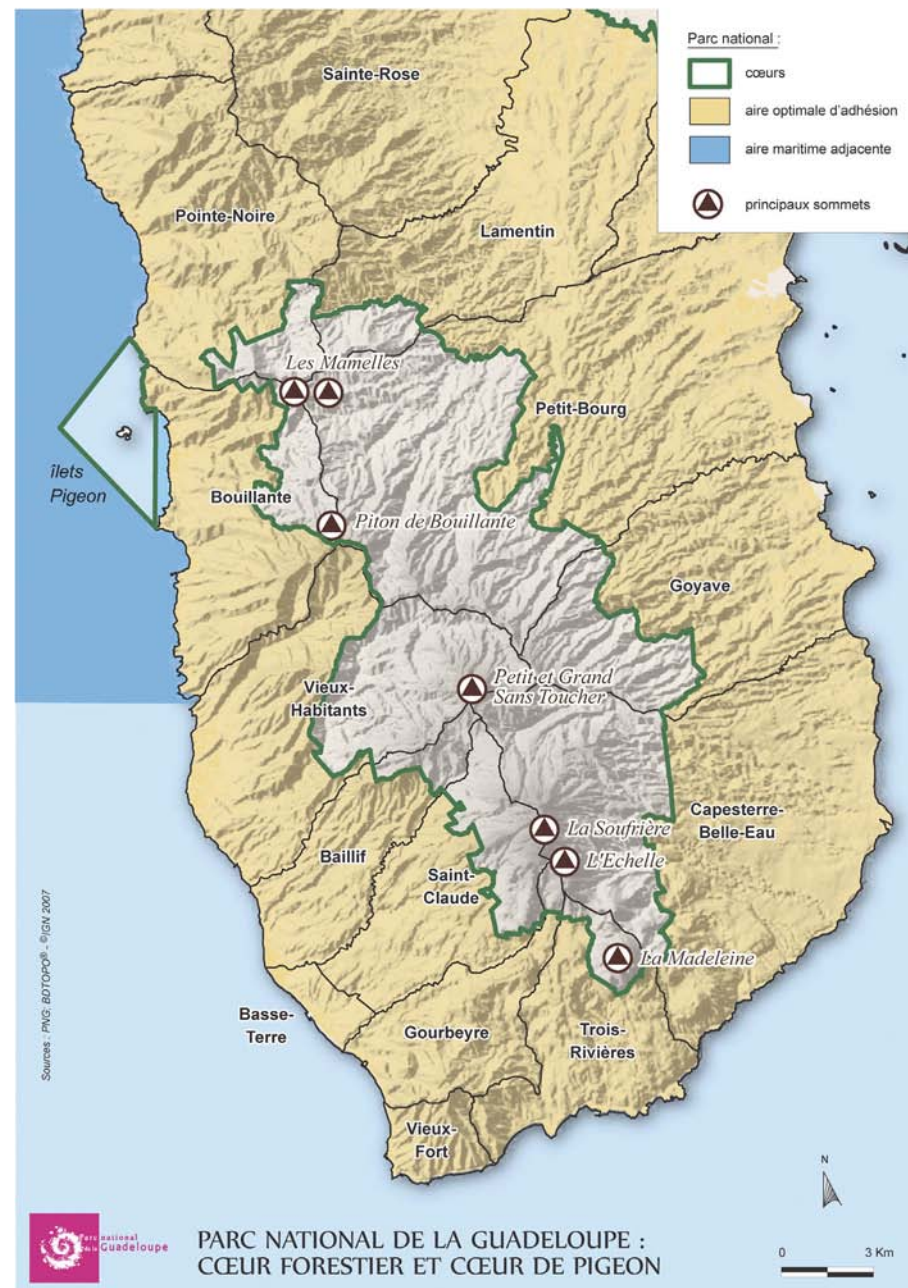 Parc national :
cœurs
aire optimale d'adhésion
aire maritime adjacente
principaux sommets
Sainte-Rose
Pointe-Noire
Lamentin
Les Mamelles
Petit-Bourg
îlets
Pigeon
Bouillante
Piton de Bouillante
Goyave
Vieux-
Habitants
Petit et Grand
Sans Toucher
Capesterre-
Belle-Eau
La Soufrière
L'Echelle
Baillif
Saint-
Claude
La Madeleine
Basse-
Terre
Gourbeyre
Trois-
Rivières
Vieux-
Fort
Sources : PNG: BDTOPO® - ©IGN 2007
N
0 3 Km
Parc national
de la Guadeloupe
PARC NATIONAL DE LA GUADELOUPE :
CŒUR FORESTIER ET CŒUR DE PIGEON